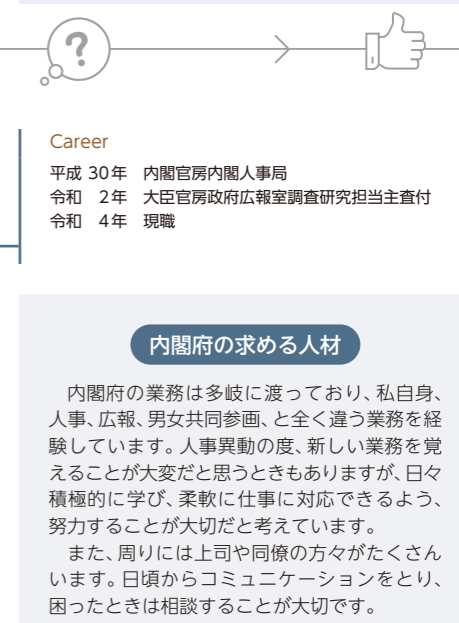 ?
Career
平成 30年 内閣官房内閣人事局
令和 2年 大臣官房政府広報室調査研究担当主査付
令和 4年 現職
内閣府の求める人材
内閣府の業務は多岐に渡っており、私自身、
人事、広報、男女共同参画、と全く違う業務を経
験しています。人事異動の度、新しい業務を覚
えることが大変だと思うときもありますが、日々
積極的に学び、柔軟に仕事に対応できるよう、
努力することが大切だと考えています。
また、周りには上司や同僚の方々がたくさん
います。日頃からコミュニケーションをとり、
困ったときは相談することが大切です。